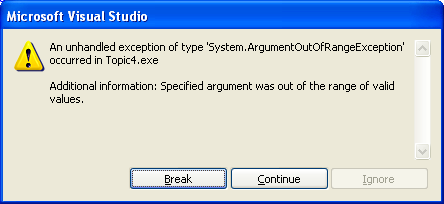 Microsoft Visual Studio
An unhandled exception of type 'System.ArgumentOutOfRangeException'
occurred in Topic4.exe
Additional information: Specified argument was out of the range of valid
values.
Break
Continue
Ignore